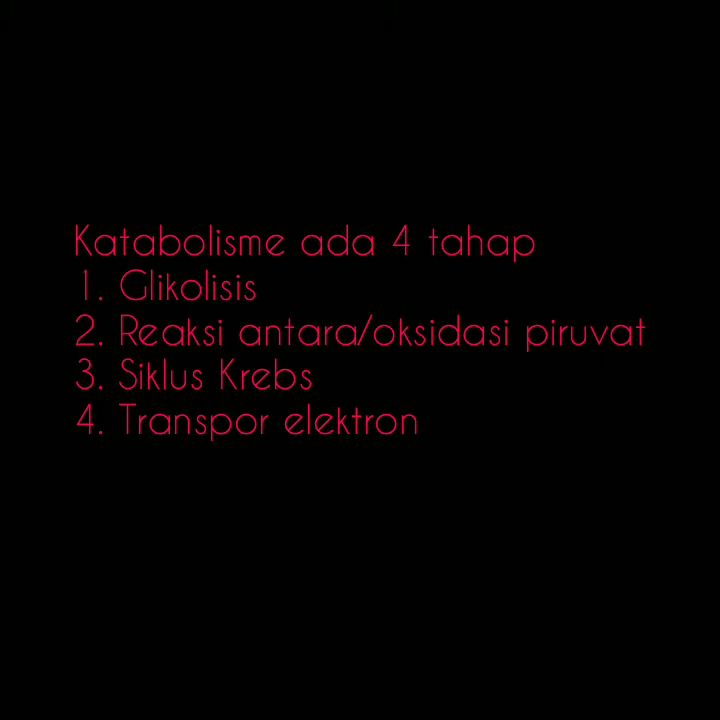 Katabolisme ada 4 tahap
1. Glikolisis
2. Reaksi antara/oksidasi piruvat
3. Siklus Krebs
4. Transpor elektron